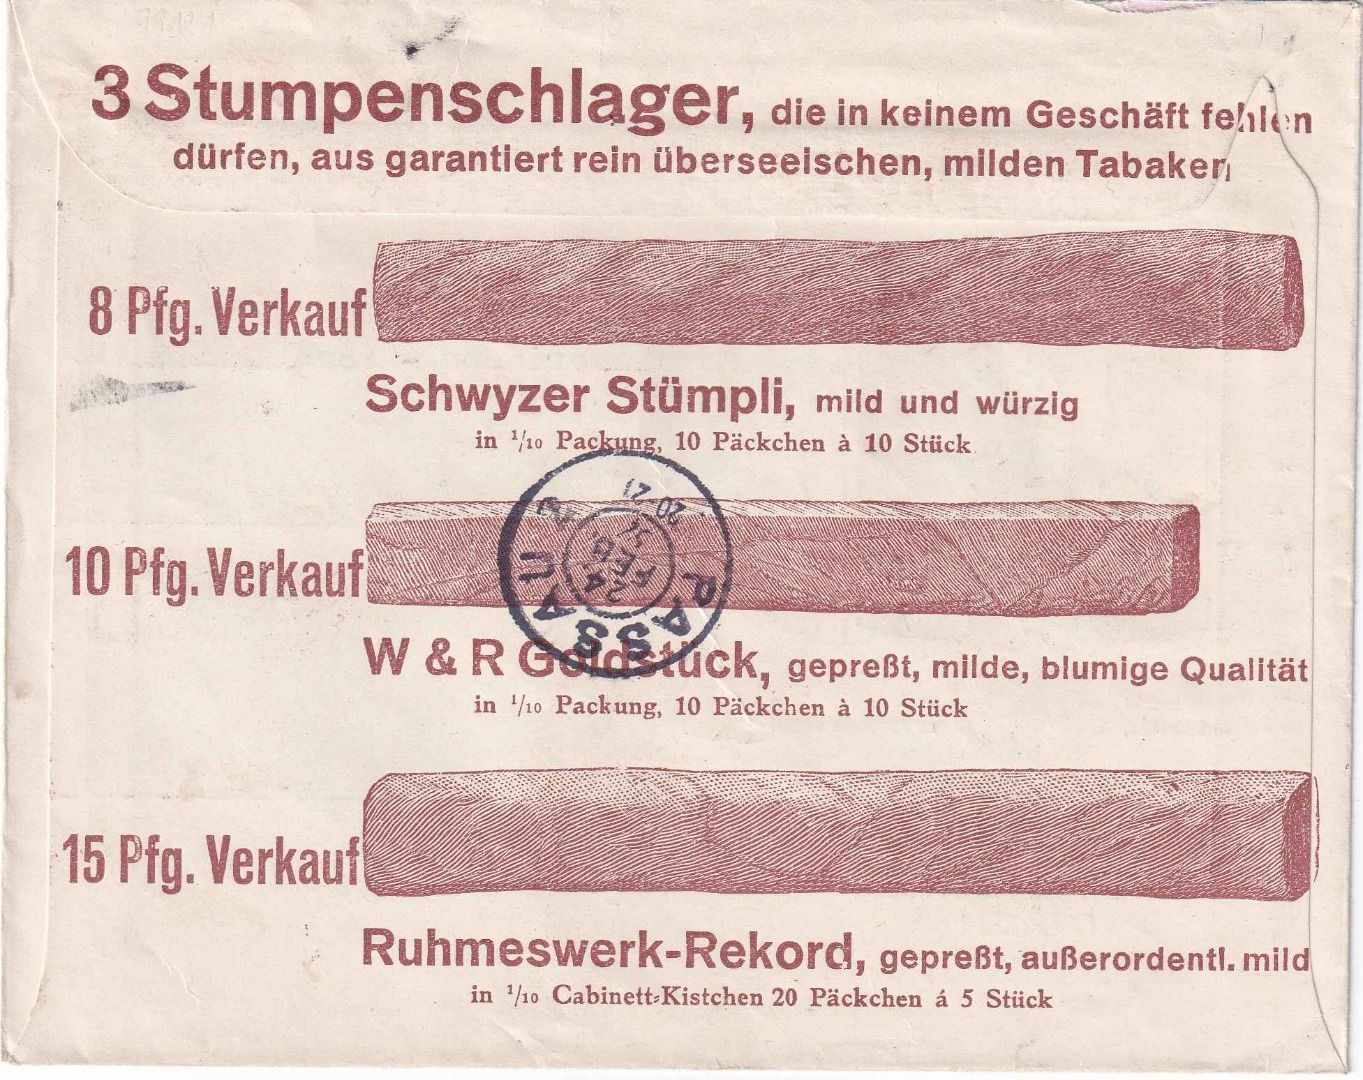 3 Stumpenschlager, die in keinem Geschäft fehlen
dürfen, aus garantiert rein überseeischen, milden Tabaken
8 Pfg. Verkauf
Schwyzer Stümpli, mild und würzig
in 1/10 Packung, 10 Päckchen à 10 Stück
10 Pfg. Verkauf
W & R Goldstück, gepreßt, milde, blumige Qualität
in 1/10 Packung, 10 Päckchen à 10 Stück
PASSAU 2
20-21
15 Pfg. Verkauf
Ruhmeswerk-Rekord, gepreßt, außerordentl. mild
in 1/10 Cabinett-Kistchen 20 Päckchen á 5 Stück